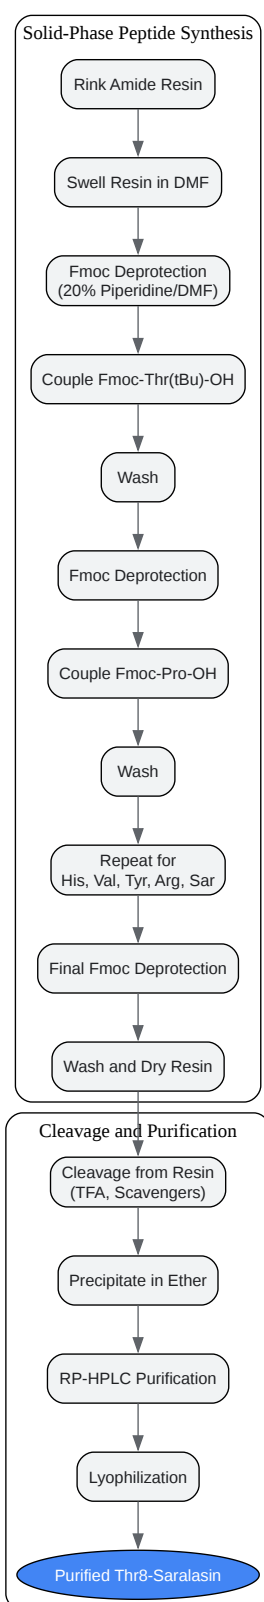 Solid-Phase Peptide Synthesis
Rink Amide Resin
Swell Resin in DMF
Fmoc Deprotection
(20% Piperidine/DMF)
Couple Fmoc-Thr(tBu)-OH
Wash
Fmoc Deprotection
Couple Fmoc-Pro-OH
Wash
Repeat for
His, Val, Tyr, Arg, Sar
Final Fmoc Deprotection
Wash and Dry Resin
Cleavage and Purification
Cleavage from Resin
(TFA, Scavengers)
Precipitate in Ether
RP-HPLC Purification
Lyophilization
Purified Thr8-Saralasin